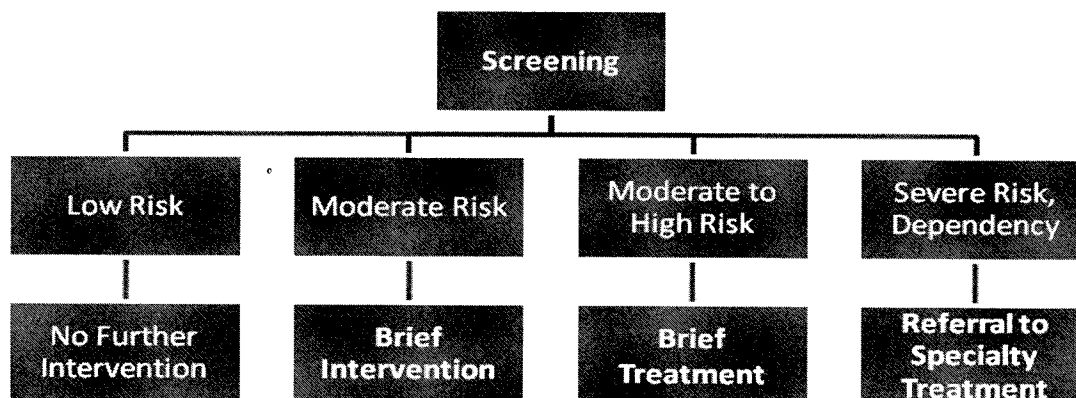 Screening
Low Risk
Moderate Risk
Moderate to
High Risk
Severe Risk,
Dependency
No Further
Intervention
Brief
Intervention
Brief
Treatment
Referral to
Specialty
Treatment